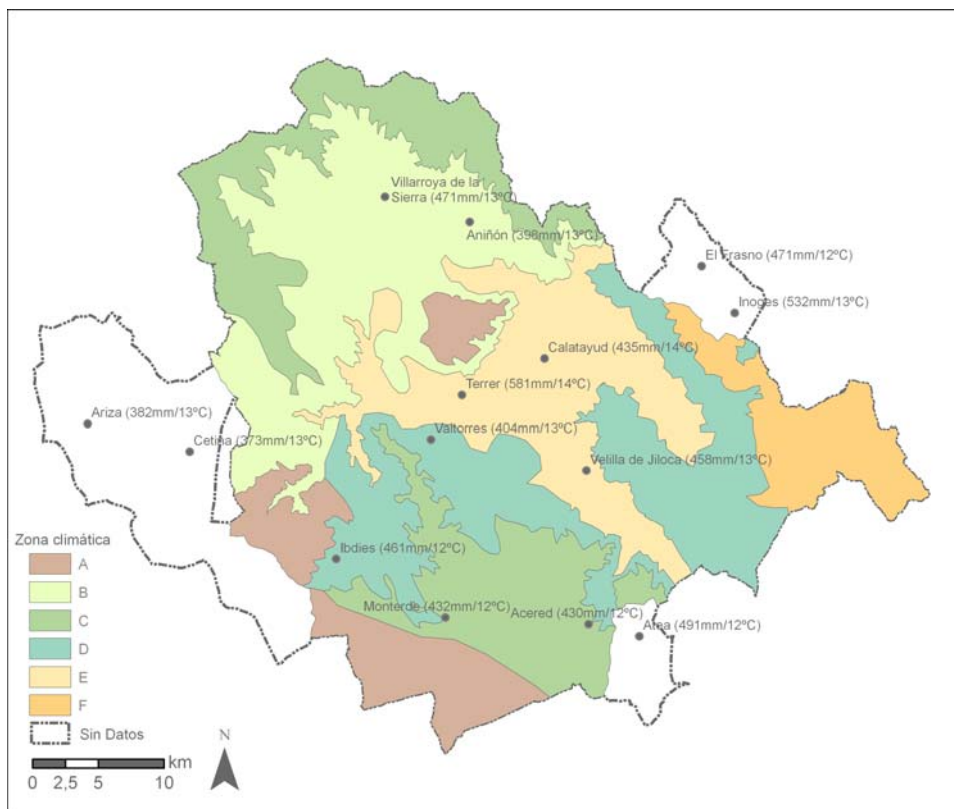 Villarroya de la
Sierra (471mm/13ºC)
Aniñón (398mm/13ºC)
El Frasno (471mm/12ºC)
Inoges (532mm/13ºC)
Calatayud (435mm/14ºC)
Terrer (581mm/14ºC)
Ariza (382mm/13ºC)
Valtorres (404mm/13ºC)
Cetina (373mm/13ºC)
Velilla de Jiloca (458mm/13ºC)
Ibdies (461mm/12ºC)
Monterde (432mm/12ºC)
Acered (430mm/12ºC)
Atea (491mm/12ºC)
Zona climática
A
B
C
D
E
F
Sin Datos
N
km
0 2,5 5 10